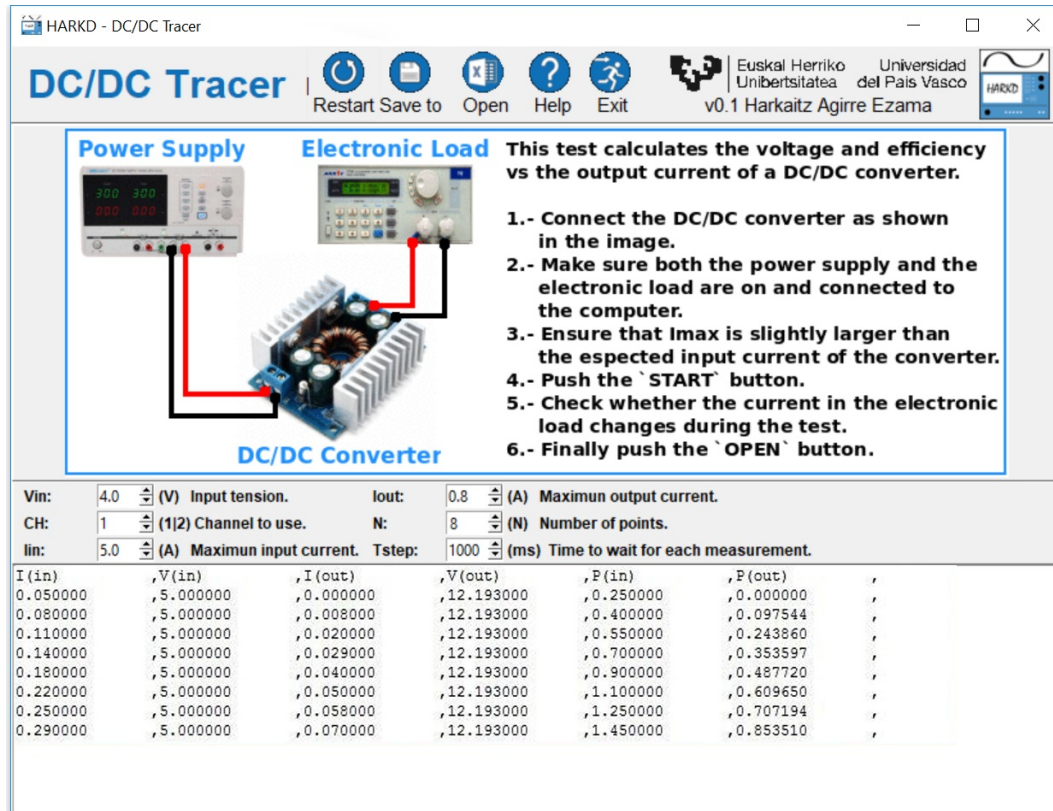 HARKD - DC/DC Tracer
DC/DC Tracer
Restart Save to Open Help Exit
Euskal Herriko Universidad
Unibertsitatea del Pais Vasco
v0.1 Harkaitz Agirre Ezama
HARKD
Power Supply
Electronic Load
300 300
000 000
DC/DC Converter
This test calculates the voltage and efficiency
vs the output current of a DC/DC converter.
1.- Connect the DC/DC converter as shown
in the image.
2.- Make sure both the power supply and the
electronic load are on and connected to
the computer.
3.- Ensure that Imax is slightly larger than
the espected input current of the converter.
4.- Push the `START` button.
5.- Check whether the current in the electronic
load changes during the test.
6.- Finally push the `OPEN` button.
Vin: 4.0 (V) Input tension. Iout: 0.8 (A) Maximun output current.
CH: 1 (1|2) Channel to use. N: 8 (N) Number of points.
Iin: 5.0 (A) Maximun input current. Tstep: 1000 (ms) Time to wait for each measurement.
I(in) ,V(in) ,I(out) ,V(out) ,P(in) ,P(out) ,
0.050000 ,5.000000 ,0.000000 ,12.193000 ,0.250000 ,0.000000 ,
0.080000 ,5.000000 ,0.008000 ,12.193000 ,0.400000 ,0.097544 ,
0.110000 ,5.000000 ,0.020000 ,12.193000 ,0.550000 ,0.243860 ,
0.140000 ,5.000000 ,0.029000 ,12.193000 ,0.700000 ,0.353597 ,
0.180000 ,5.000000 ,0.040000 ,12.193000 ,0.900000 ,0.487720 ,
0.220000 ,5.000000 ,0.050000 ,12.193000 ,1.100000 ,0.609650 ,
0.250000 ,5.000000 ,0.058000 ,12.193000 ,1.250000 ,0.707194 ,
0.290000 ,5.000000 ,0.070000 ,12.193000 ,1.450000 ,0.853510 ,